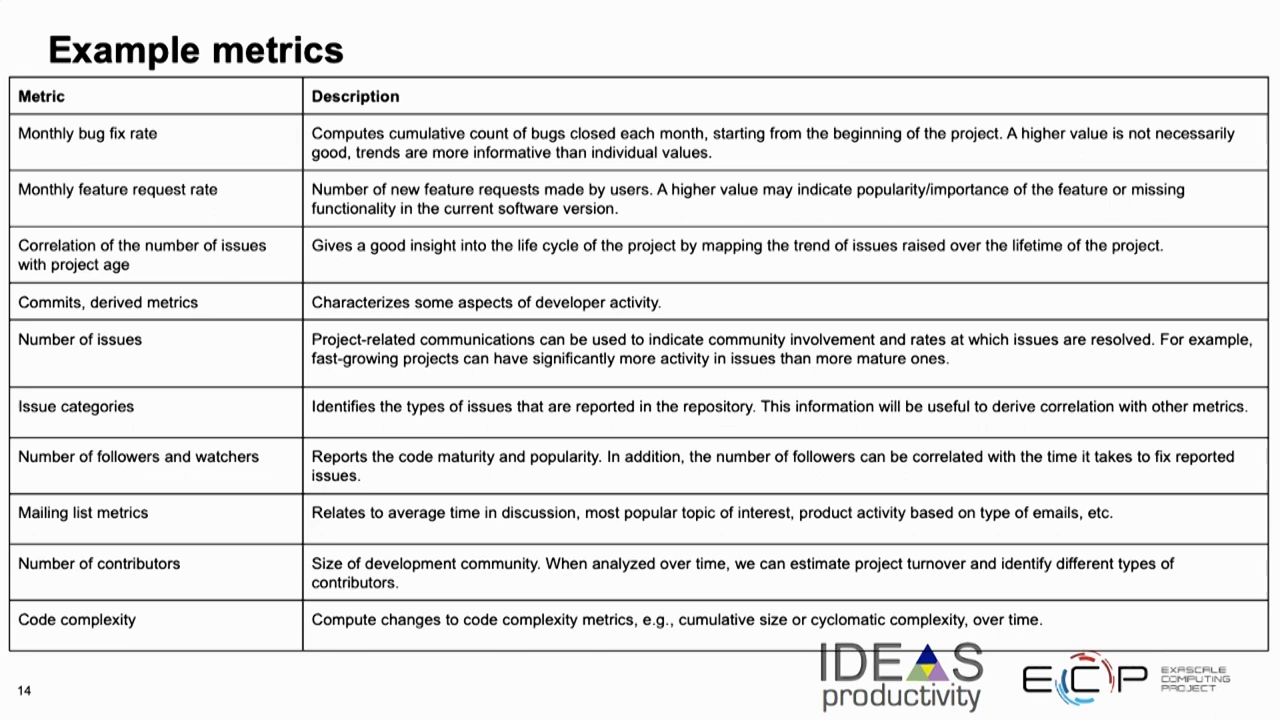 Example metrics
Metric
Description
Monthly bug fix rate
Computes cumulative count of bugs closed each month, starting from the beginning of the project. A higher value is not necessarily
good, trends are more informative than individual values.
Monthly feature request rate
Number of new feature requests made by users. A higher value may indicate popularity/importance of the feature or missing
functionality in the current software version.
Correlation of the number of issues
with project age
Gives a good insight into the life cycle of the project by mapping the trend of issues raised over the lifetime of the project.
Commits, derived metrics
Characterizes some aspects of developer activity.
Number of issues
Project-related communications can be used to indicate community involvement and rates at which issues are resolved. For example,
fast-growing projects can have significantly more activity in issues than more mature ones.
Issue categories
Identifies the types of issues that are reported in the repository. This information will be useful to derive correlation with other metrics.
Number of followers and watchers
Reports the code maturity and popularity. In addition, the number of followers can be correlated with the time it takes to fix reported
issues.
Mailing list metrics
Relates to average time in discussion, most popular topic of interest, product activity based on type of emails, etc.
Number of contributors
Size of development community. When analyzed over time, we can estimate project turnover and identify different types of
contributors.
Code complexity
Compute changes to code complexity metrics, e.g., cumulative size or cyclomatic complexity, over time.
14
IDEAS
productivity
ECP
EXASCALE
COMPUTING
PROJECT